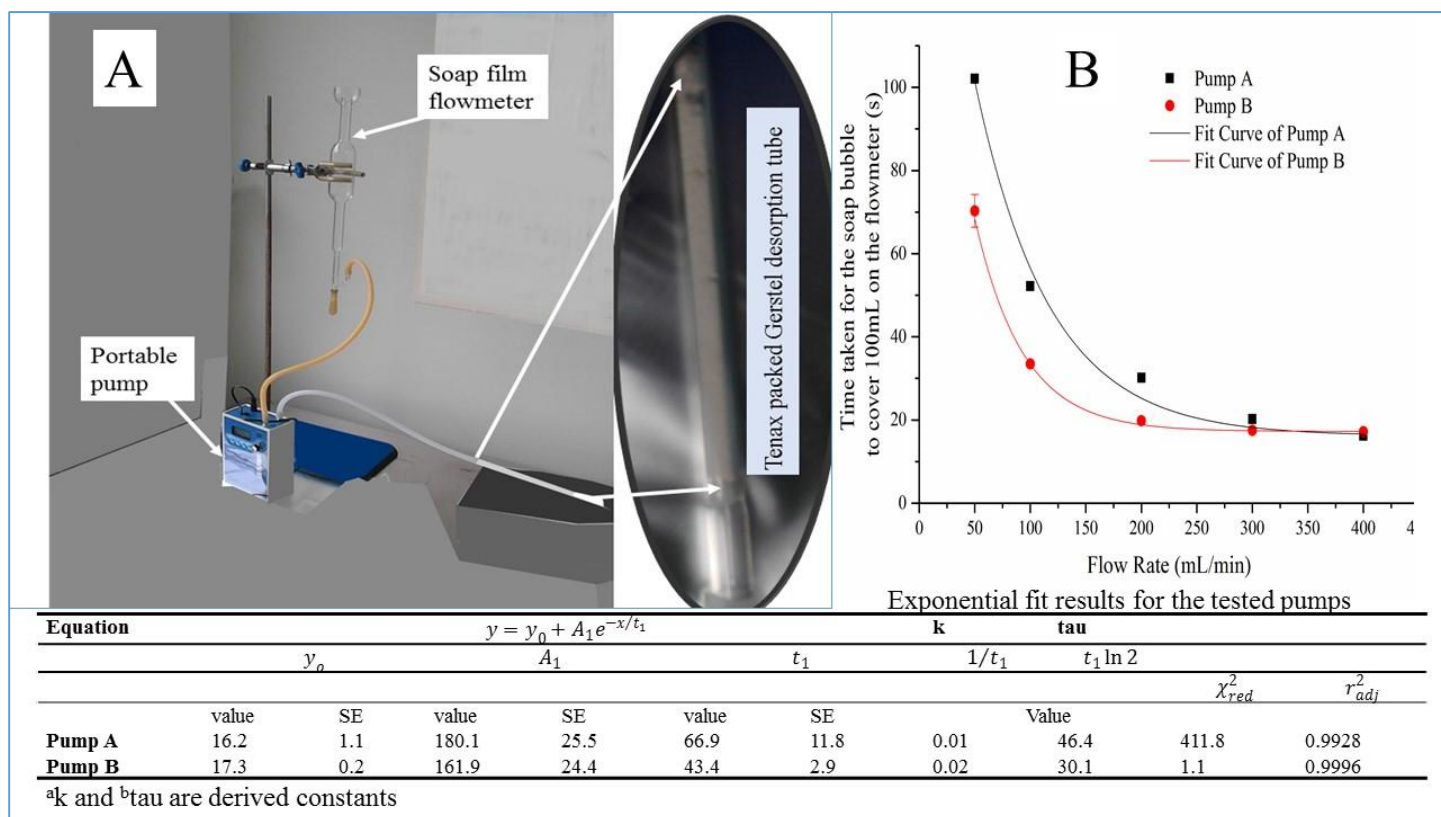 A
Soap film
flowmeter
Portable
pump
Tenax packed Gerstel desorption tube
B
Pump A
Pump B
Fit Curve of Pump A
Fit Curve of Pump B
Time taken for the soap bubble
to cover 100mL on the flowmeter (s)
100
80
60
40
20
0
0 50 100 150 200 250 300 350 400 4
Flow Rate (mL/min)
Exponential fit results for the tested pumps
Equation y = y₀ + A₁e^{−x/t₁} k tau
yₒ A₁ t₁ 1/t₁ t₁ ln 2
χ²red r²adj
value SE value SE value SE Value
Pump A 16.2 1.1 180.1 25.5 66.9 11.8 0.01 46.4 411.8 0.9928
Pump B 17.3 0.2 161.9 24.4 43.4 2.9 0.02 30.1 1.1 0.9996
ᵃk and ᵇtau are derived constants